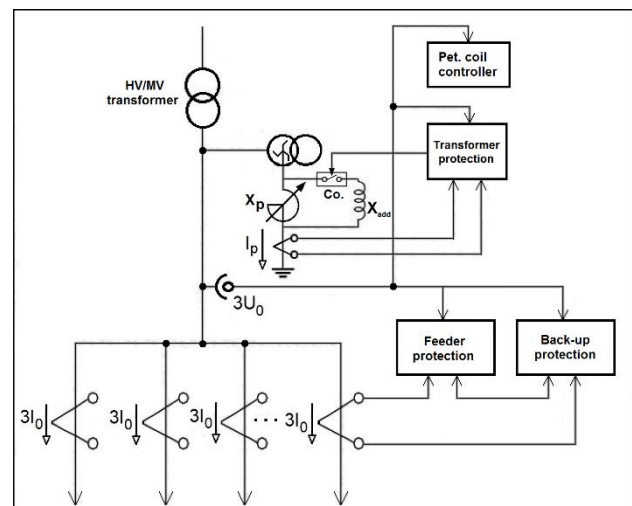 HV/MV
transformer
Pet. coil
controller
Transformer
protection
Co.
Xp
Xadd
Ip
3U0
Feeder
protection
Back-up
protection
3I0
3I0
3I0
...
3I0